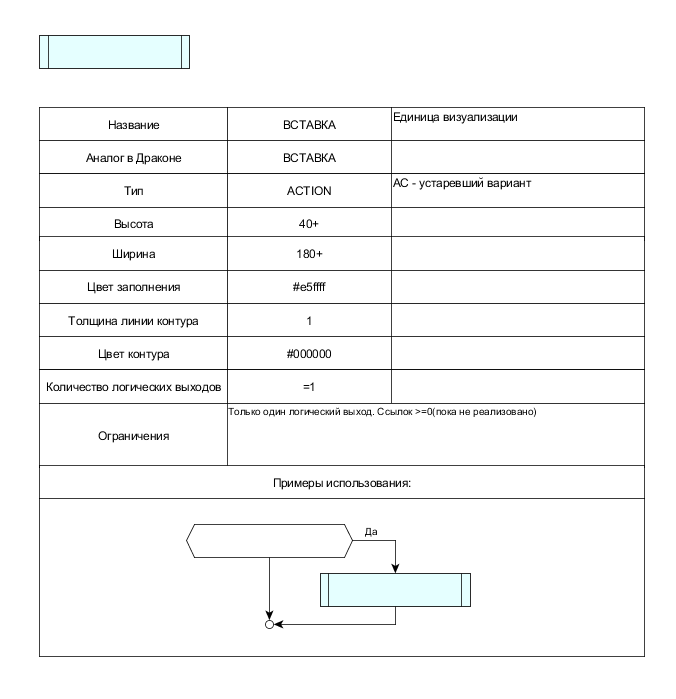 Название ВСТАВКА Единица визуализации
Аналог в Драконе ВСТАВКА
Тип ACTION АС - устаревший вариант
Высота 40+
Ширина 180+
Цвет заполнения #e5ffff
Толщина линии контура 1
Цвет контура #000000
Количество логических выходов =1
Ограничения Только один логический выход. Ссылок >=0(пока не реализовано)
Примеры использования:
Да